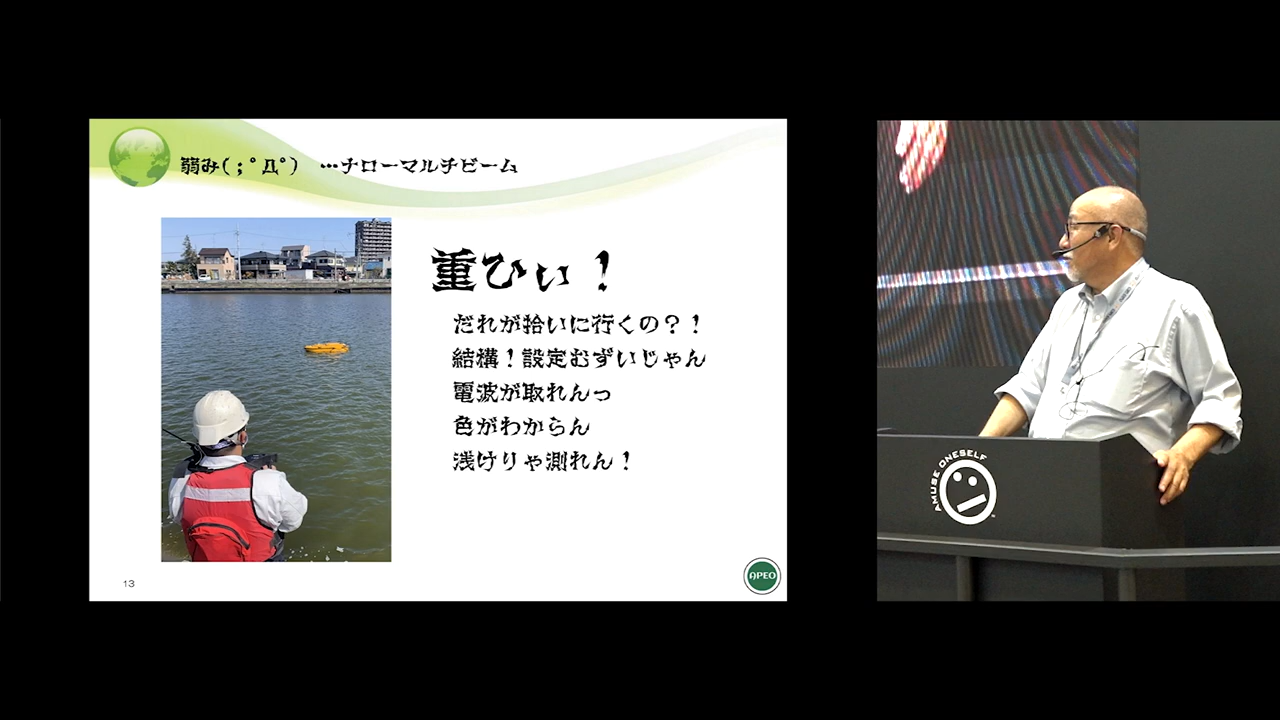 弱み(；ﾟДﾟ)　…ナローマルチビーム
重ひぃ！
だれが拾いに行くの？！
結構！設定むずいじゃん
電波が取れんっ
色がわからん
浅けりゃ測れん！
13
APEO
AMUSE ONESELF